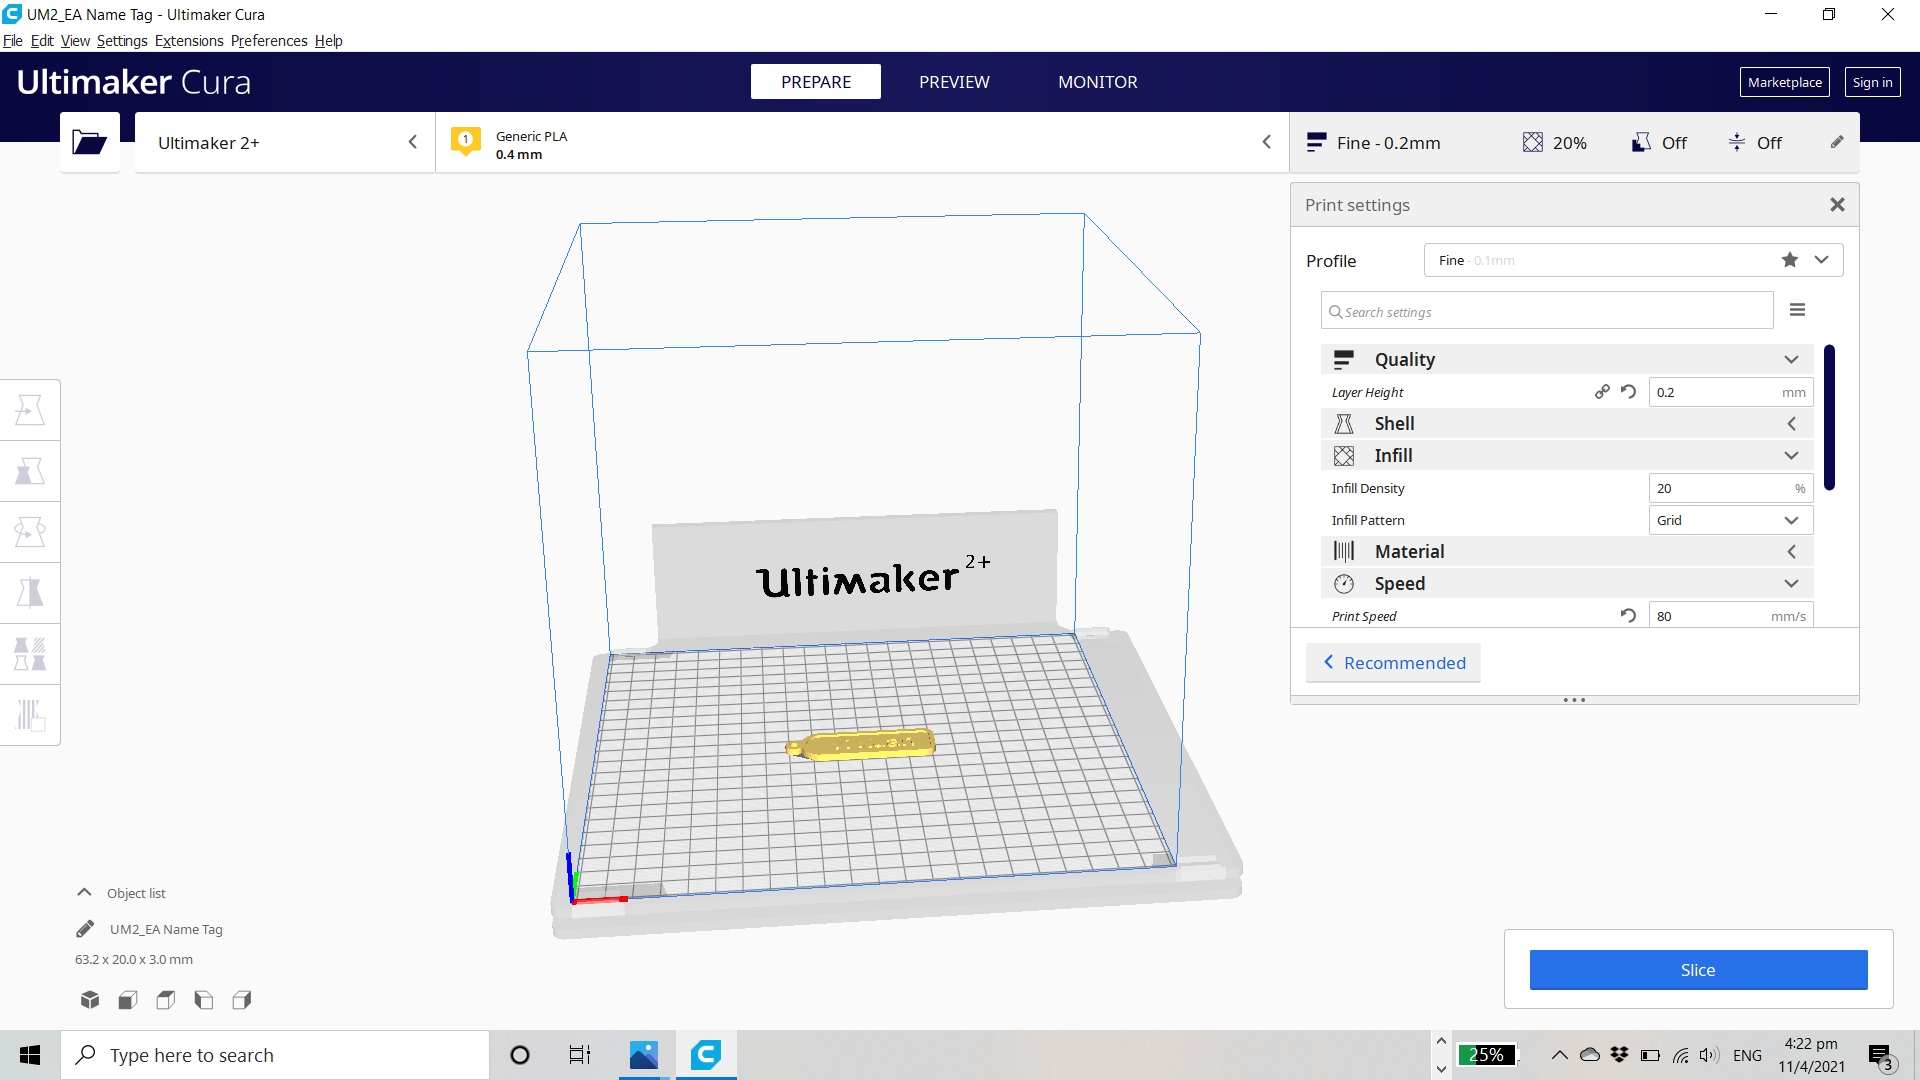 UM2_EA Name Tag - Ultimaker Cura
File Edit View Settings Extensions Preferences Help
Ultimaker Cura
PREPARE
PREVIEW
MONITOR
Marketplace
Sign in
Ultimaker 2+
1
Generic PLA
0.4 mm
Fine - 0.2mm
20%
Off
Off
Print settings
Profile
Fine - 0.1mm
Search settings
Quality
Layer Height
0.2 mm
Shell
Infill
Infill Density
20 %
Infill Pattern
Grid
Material
Speed
Print Speed
80 mm/s
Recommended
Ultimaker 2+
Object list
UM2_EA Name Tag
63.2 x 20.0 x 3.0 mm
Slice
Type here to search
25%
ENG
4:22 pm
11/4/2021
3